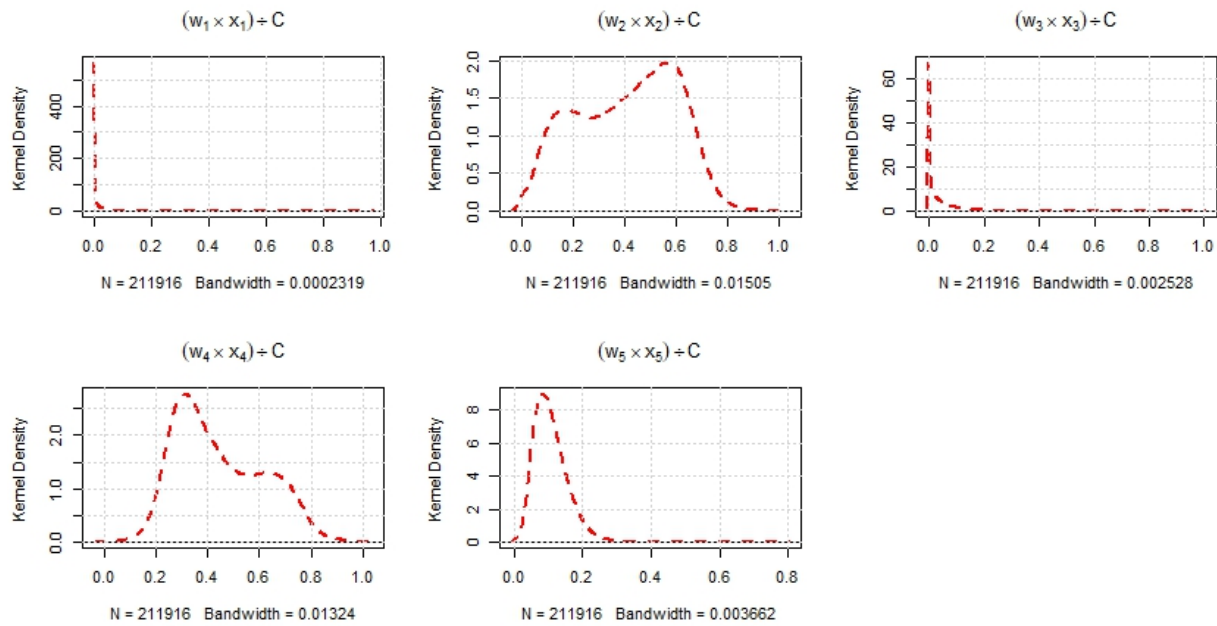 (w₁ × x₁) ÷ C
Kernel Density
0 200 400
0.0 0.2 0.4 0.6 0.8 1.0
N = 211916 Bandwidth = 0.0002319
(w₂ × x₂) ÷ C
Kernel Density
0.0 0.5 1.0 1.5 2.0
0.0 0.2 0.4 0.6 0.8 1.0
N = 211916 Bandwidth = 0.01505
(w₃ × x₃) ÷ C
Kernel Density
0 20 40 60
0.0 0.2 0.4 0.6 0.8 1.0
N = 211916 Bandwidth = 0.002528
(w₄ × x₄) ÷ C
Kernel Density
0.0 1.0 2.0
0.0 0.2 0.4 0.6 0.8 1.0
N = 211916 Bandwidth = 0.01324
(w₅ × x₅) ÷ C
Kernel Density
0 2 4 6 8
0.0 0.2 0.4 0.6 0.8
N = 211916 Bandwidth = 0.003662